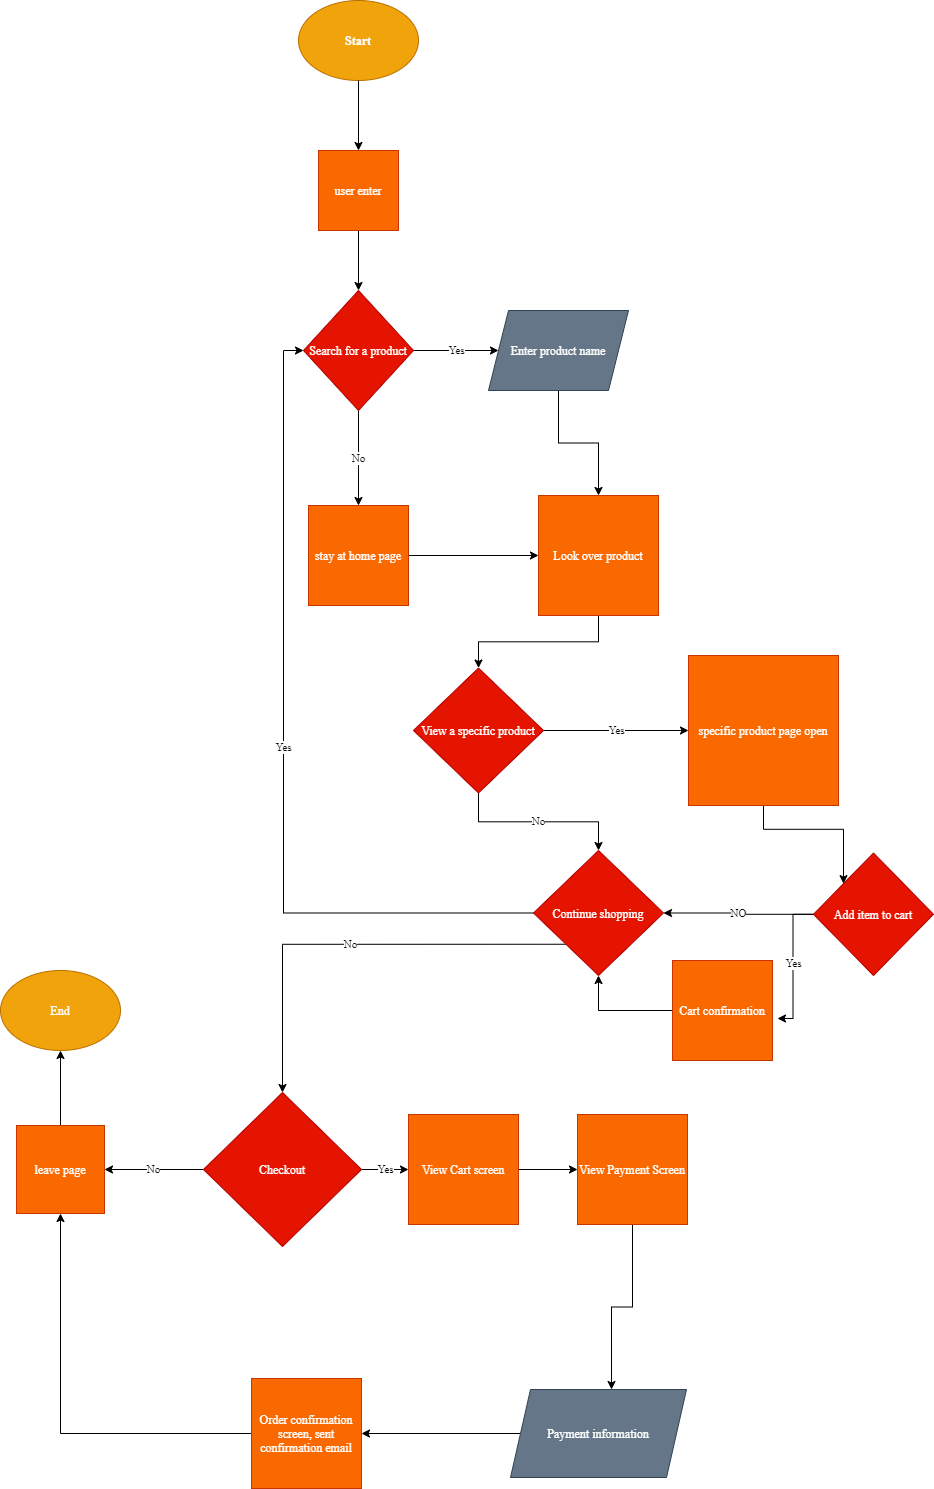 Start
user enter
Search for a product
Yes
Enter product name
No
stay at home page
Look over product
View a specific product
Yes
specific product page open
Yes
No
Continue shopping
NO
Add item to cart
No
Yes
Cart confirmation
End
leave page
No
Checkout
Yes
View Cart screen
View Payment Screen
Order confirmation
screen, sent
confirmation email
Payment information